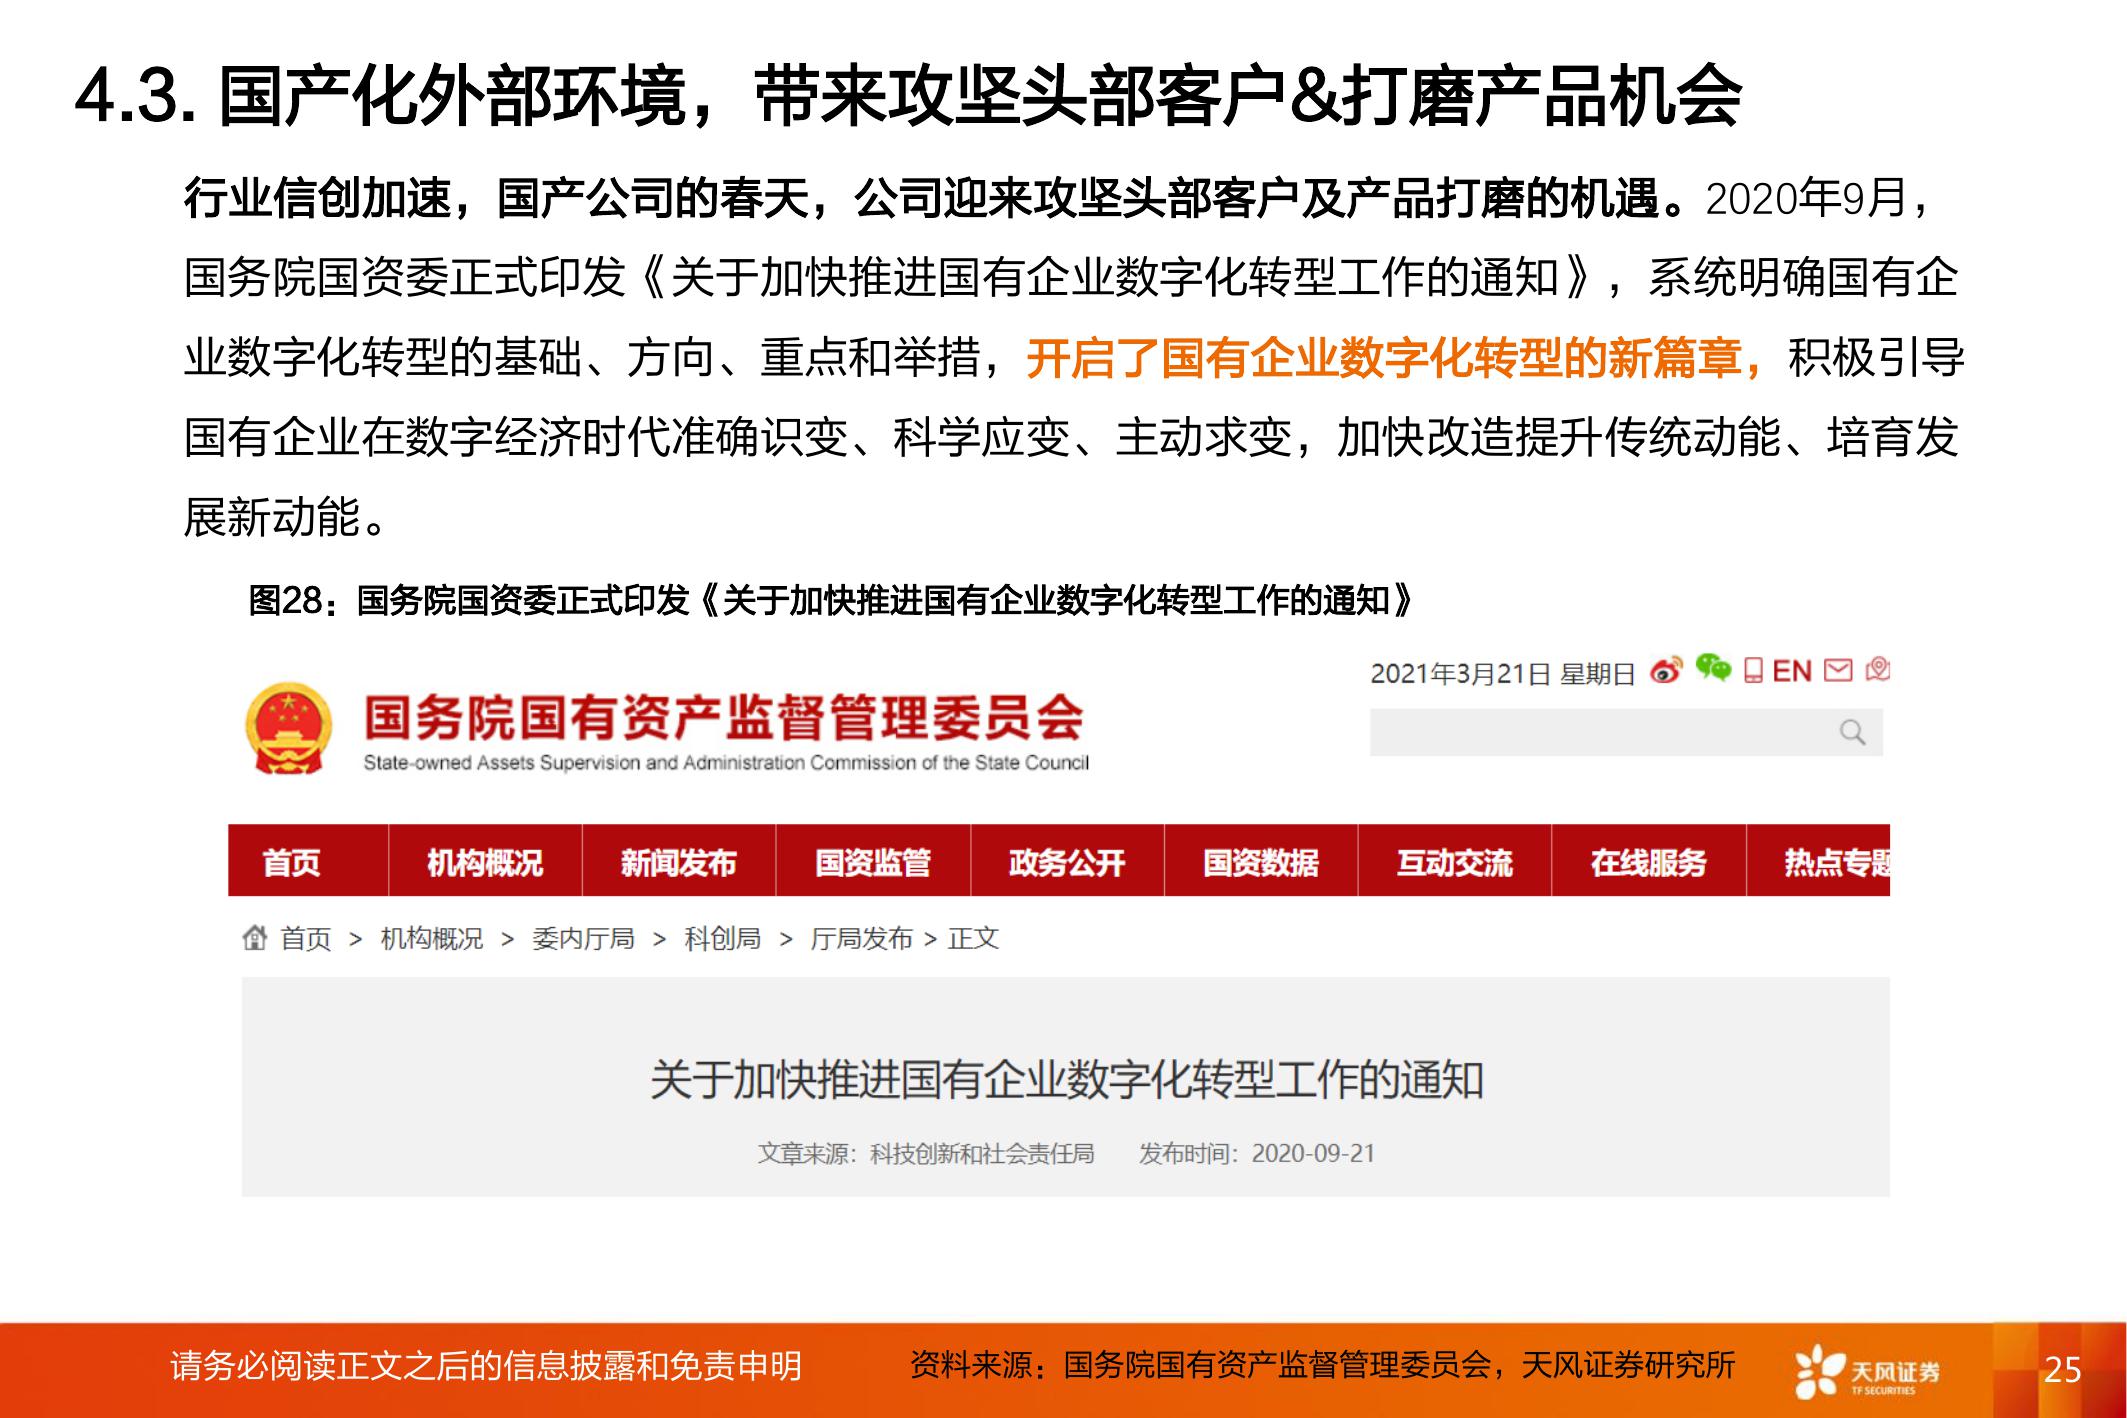 4.3. 国产化外部环境，带来攻坚头部客户&打磨产品机会
行业信创加速，国产公司的春天，公司迎来攻坚头部客户及产品打磨的机遇。2020年9月，
国务院国资委正式印发《关于加快推进国有企业数字化转型工作的通知》，系统明确国有企
业数字化转型的基础、方向、重点和举措，开启了国有企业数字化转型的新篇章，积极引导
国有企业在数字经济时代准确识变、科学应变、主动求变，加快改造提升传统动能、培育发
展新动能。
图28：国务院国资委正式印发《关于加快推进国有企业数字化转型工作的通知》
2021年3月21日 星期日 EN
国务院国有资产监督管理委员会
State-owned Assets Supervision and Administration Commission of the State Council
首页 机构概况 新闻发布 国资监管 政务公开 国资数据 互动交流 在线服务 热点专题
首页 > 机构概况 > 委内厅局 > 科创局 > 厅局发布 > 正文
关于加快推进国有企业数字化转型工作的通知
文章来源：科技创新和社会责任局 发布时间：2020-09-21
请务必阅读正文之后的信息披露和免责申明
资料来源：国务院国有资产监督管理委员会，天风证券研究所
天风证券
TF SECURITIES
25